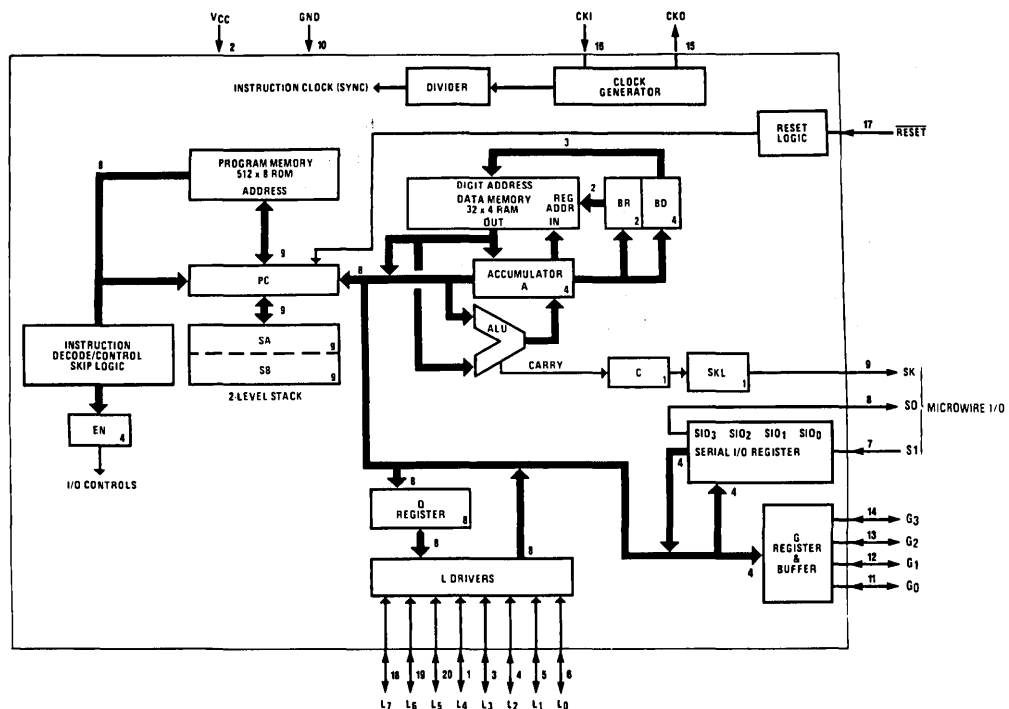 VCC GND CKI CKO
2 10 16 15
INSTRUCTION CLOCK (SYNC) DIVIDER CLOCK
GENERATOR
RESET
LOGIC 17 RESET
3
8 PROGRAM MEMORY
512 x 8 ROM
ADDRESS
DIGIT ADDRESS
DATA MEMORY
32 x 4 RAM
REG
ADDR
OUT IN
2 BR BD
2 4
9
8
PC
ACCUMULATOR
A
4
9
INSTRUCTION
DECODE/CONTROL
SKIP LOGIC
SA
9
SB
9
2-LEVEL STACK
ALU
CARRY C
1
SKL
1
9 SK
8 SO
MICROWIRE I/O
7 S1
EN
4
I/O CONTROLS
SIO3 SIO2 SIO1 SIO0
SERIAL I/O REGISTER
4
4
8
Q
REGISTER
8
8
8
L DRIVERS
4
G
REGISTER
&
BUFFER
14 G3
13 G2
12 G1
11 G0
18 19 20 1 3 4 5 6
L7 L6 L5 L4 L3 L2 L1 L0